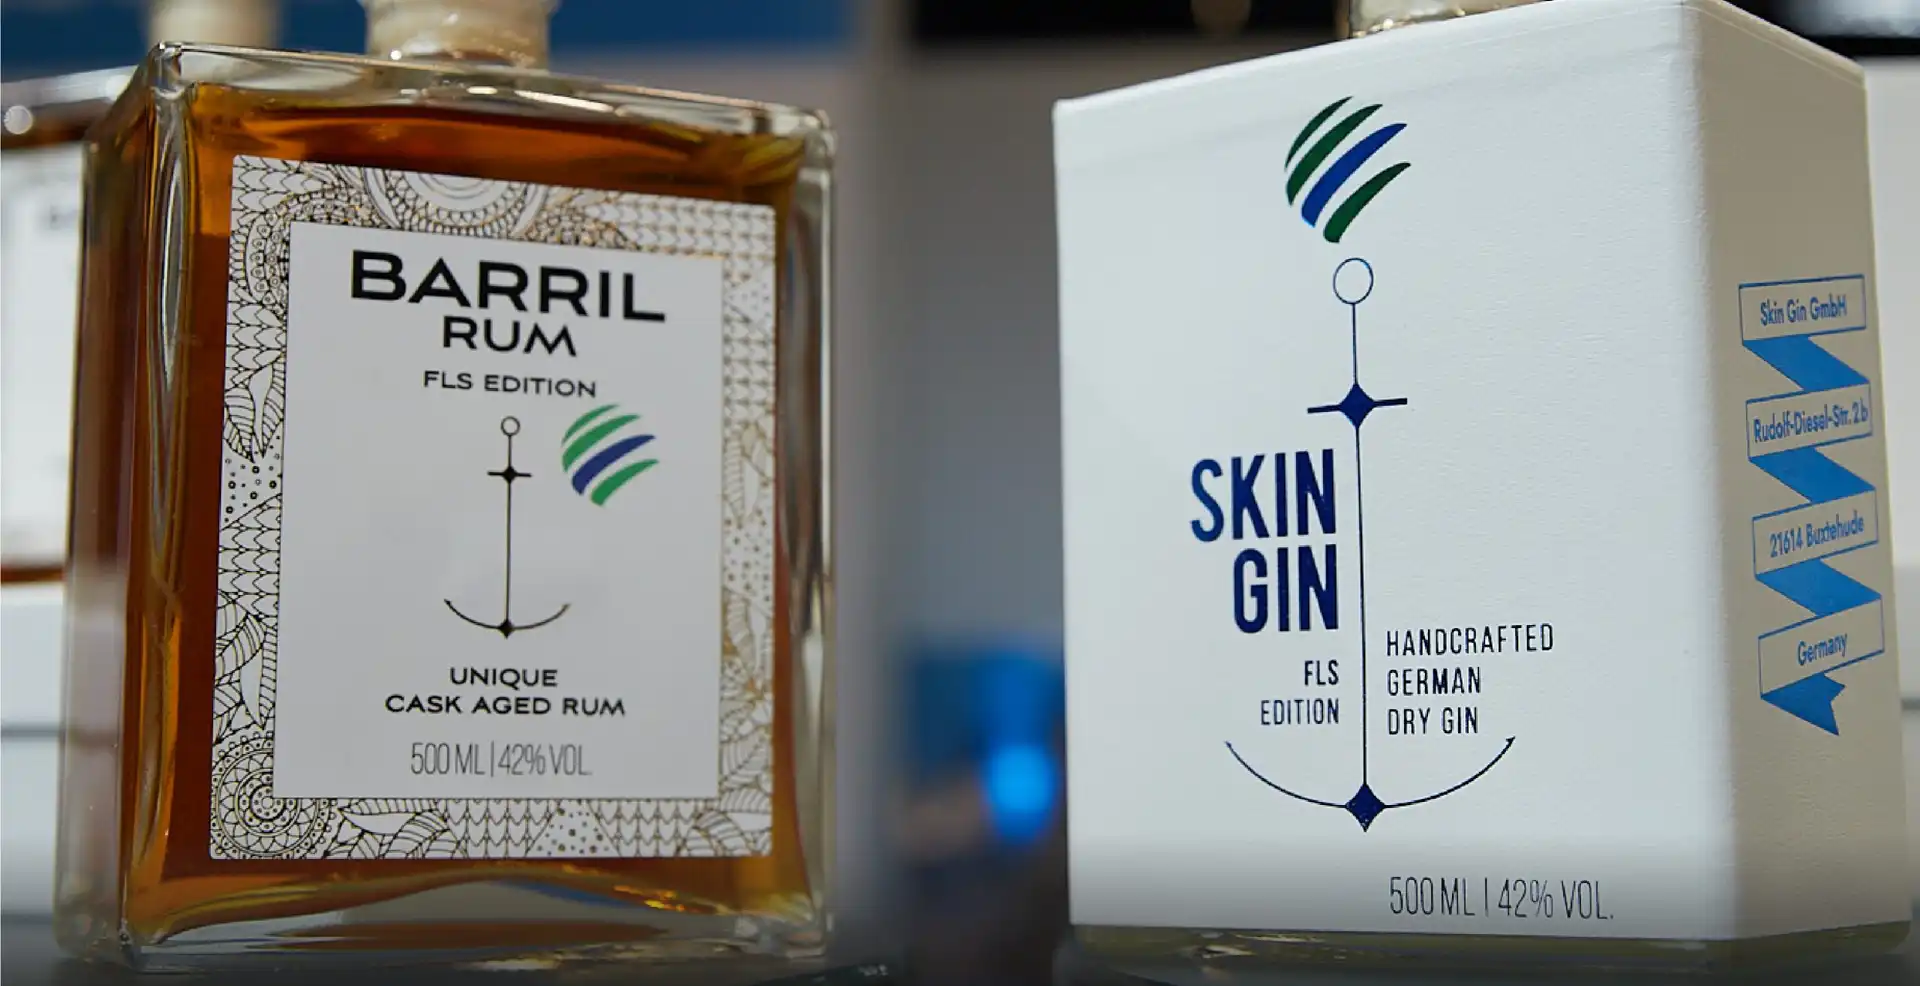 BARRIL
RUM
FLS EDITION
UNIQUE
CASK AGED RUM
500 ML | 42% VOL.
SKIN
GIN
FLS
EDITION
HANDCRAFTED
GERMAN
DRY GIN
500 ML | 42% VOL.
Skin Gin GmbH
Rudolf-Diesel-Str. 2b
21614 Buxtehude
Germany